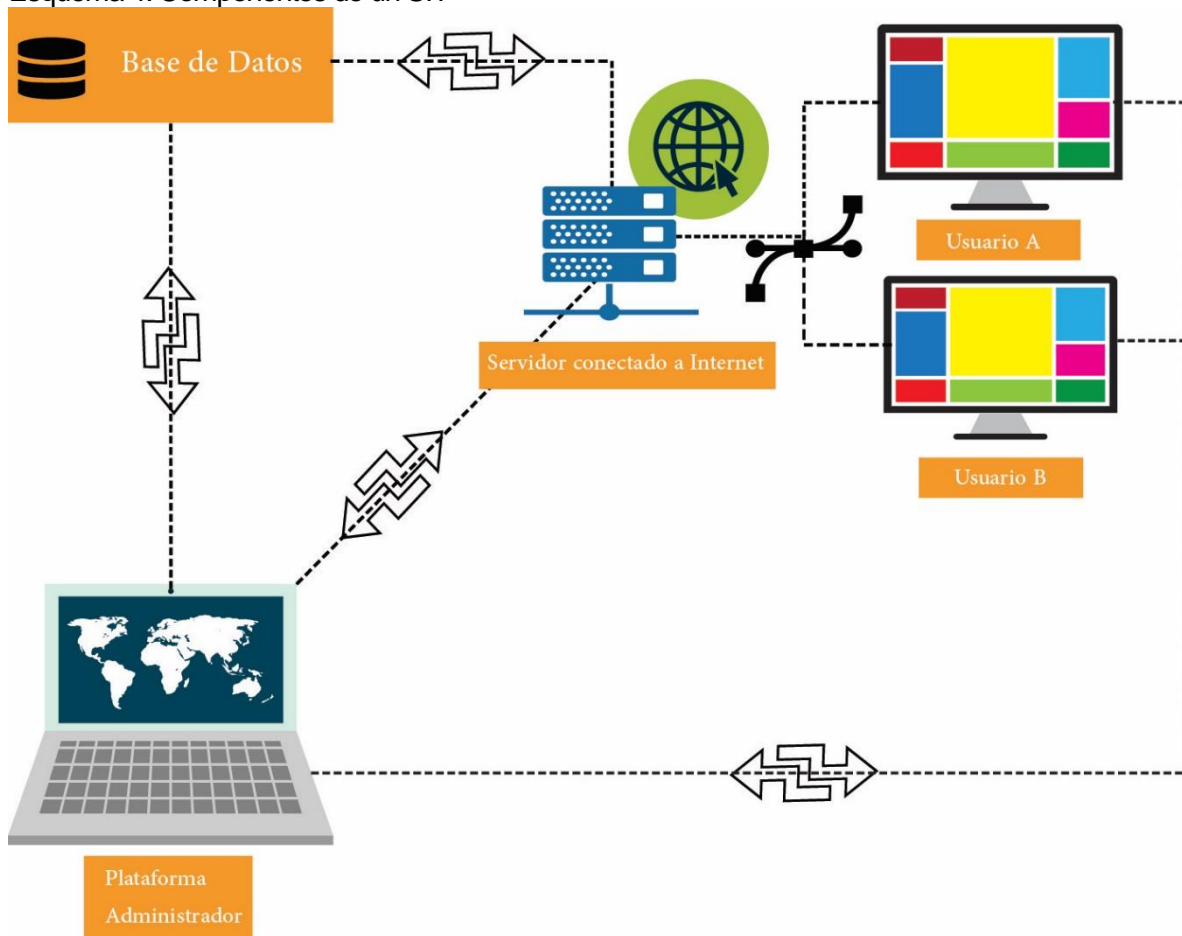 Base de Datos
Usuario A
Servidor conectado a Internet
Usuario B
Plataforma
Administrador